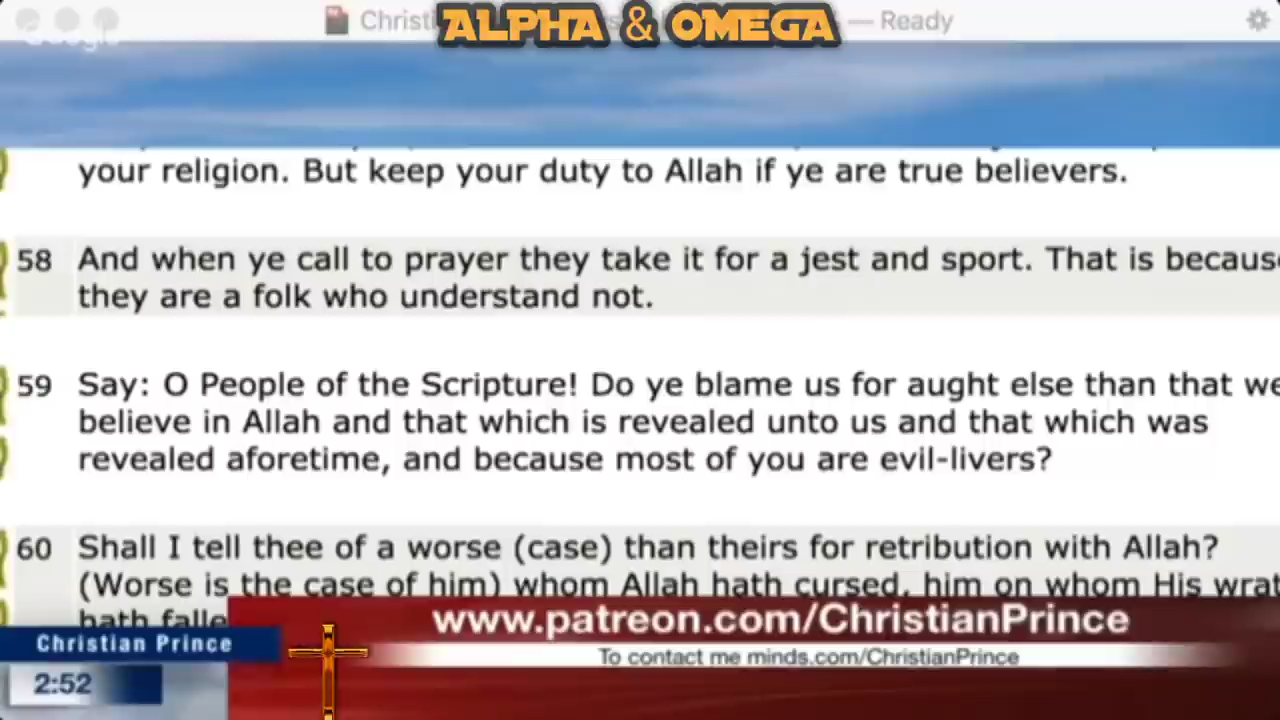 ALPHA & OMEGA
Christi
— Ready
Google
your religion. But keep your duty to Allah if ye are true believers.
58 And when ye call to prayer they take it for a jest and sport. That is because
they are a folk who understand not.
59 Say: O People of the Scripture! Do ye blame us for aught else than that we
believe in Allah and that which is revealed unto us and that which was
revealed aforetime, and because most of you are evil-livers?
60 Shall I tell thee of a worse (case) than theirs for retribution with Allah?
(Worse is the case of him) whom Allah hath cursed, him on whom His wrat
hath falle
www.patreon.com/ChristianPrince
Christian Prince
To contact me minds.com/ChristianPrince
2:52